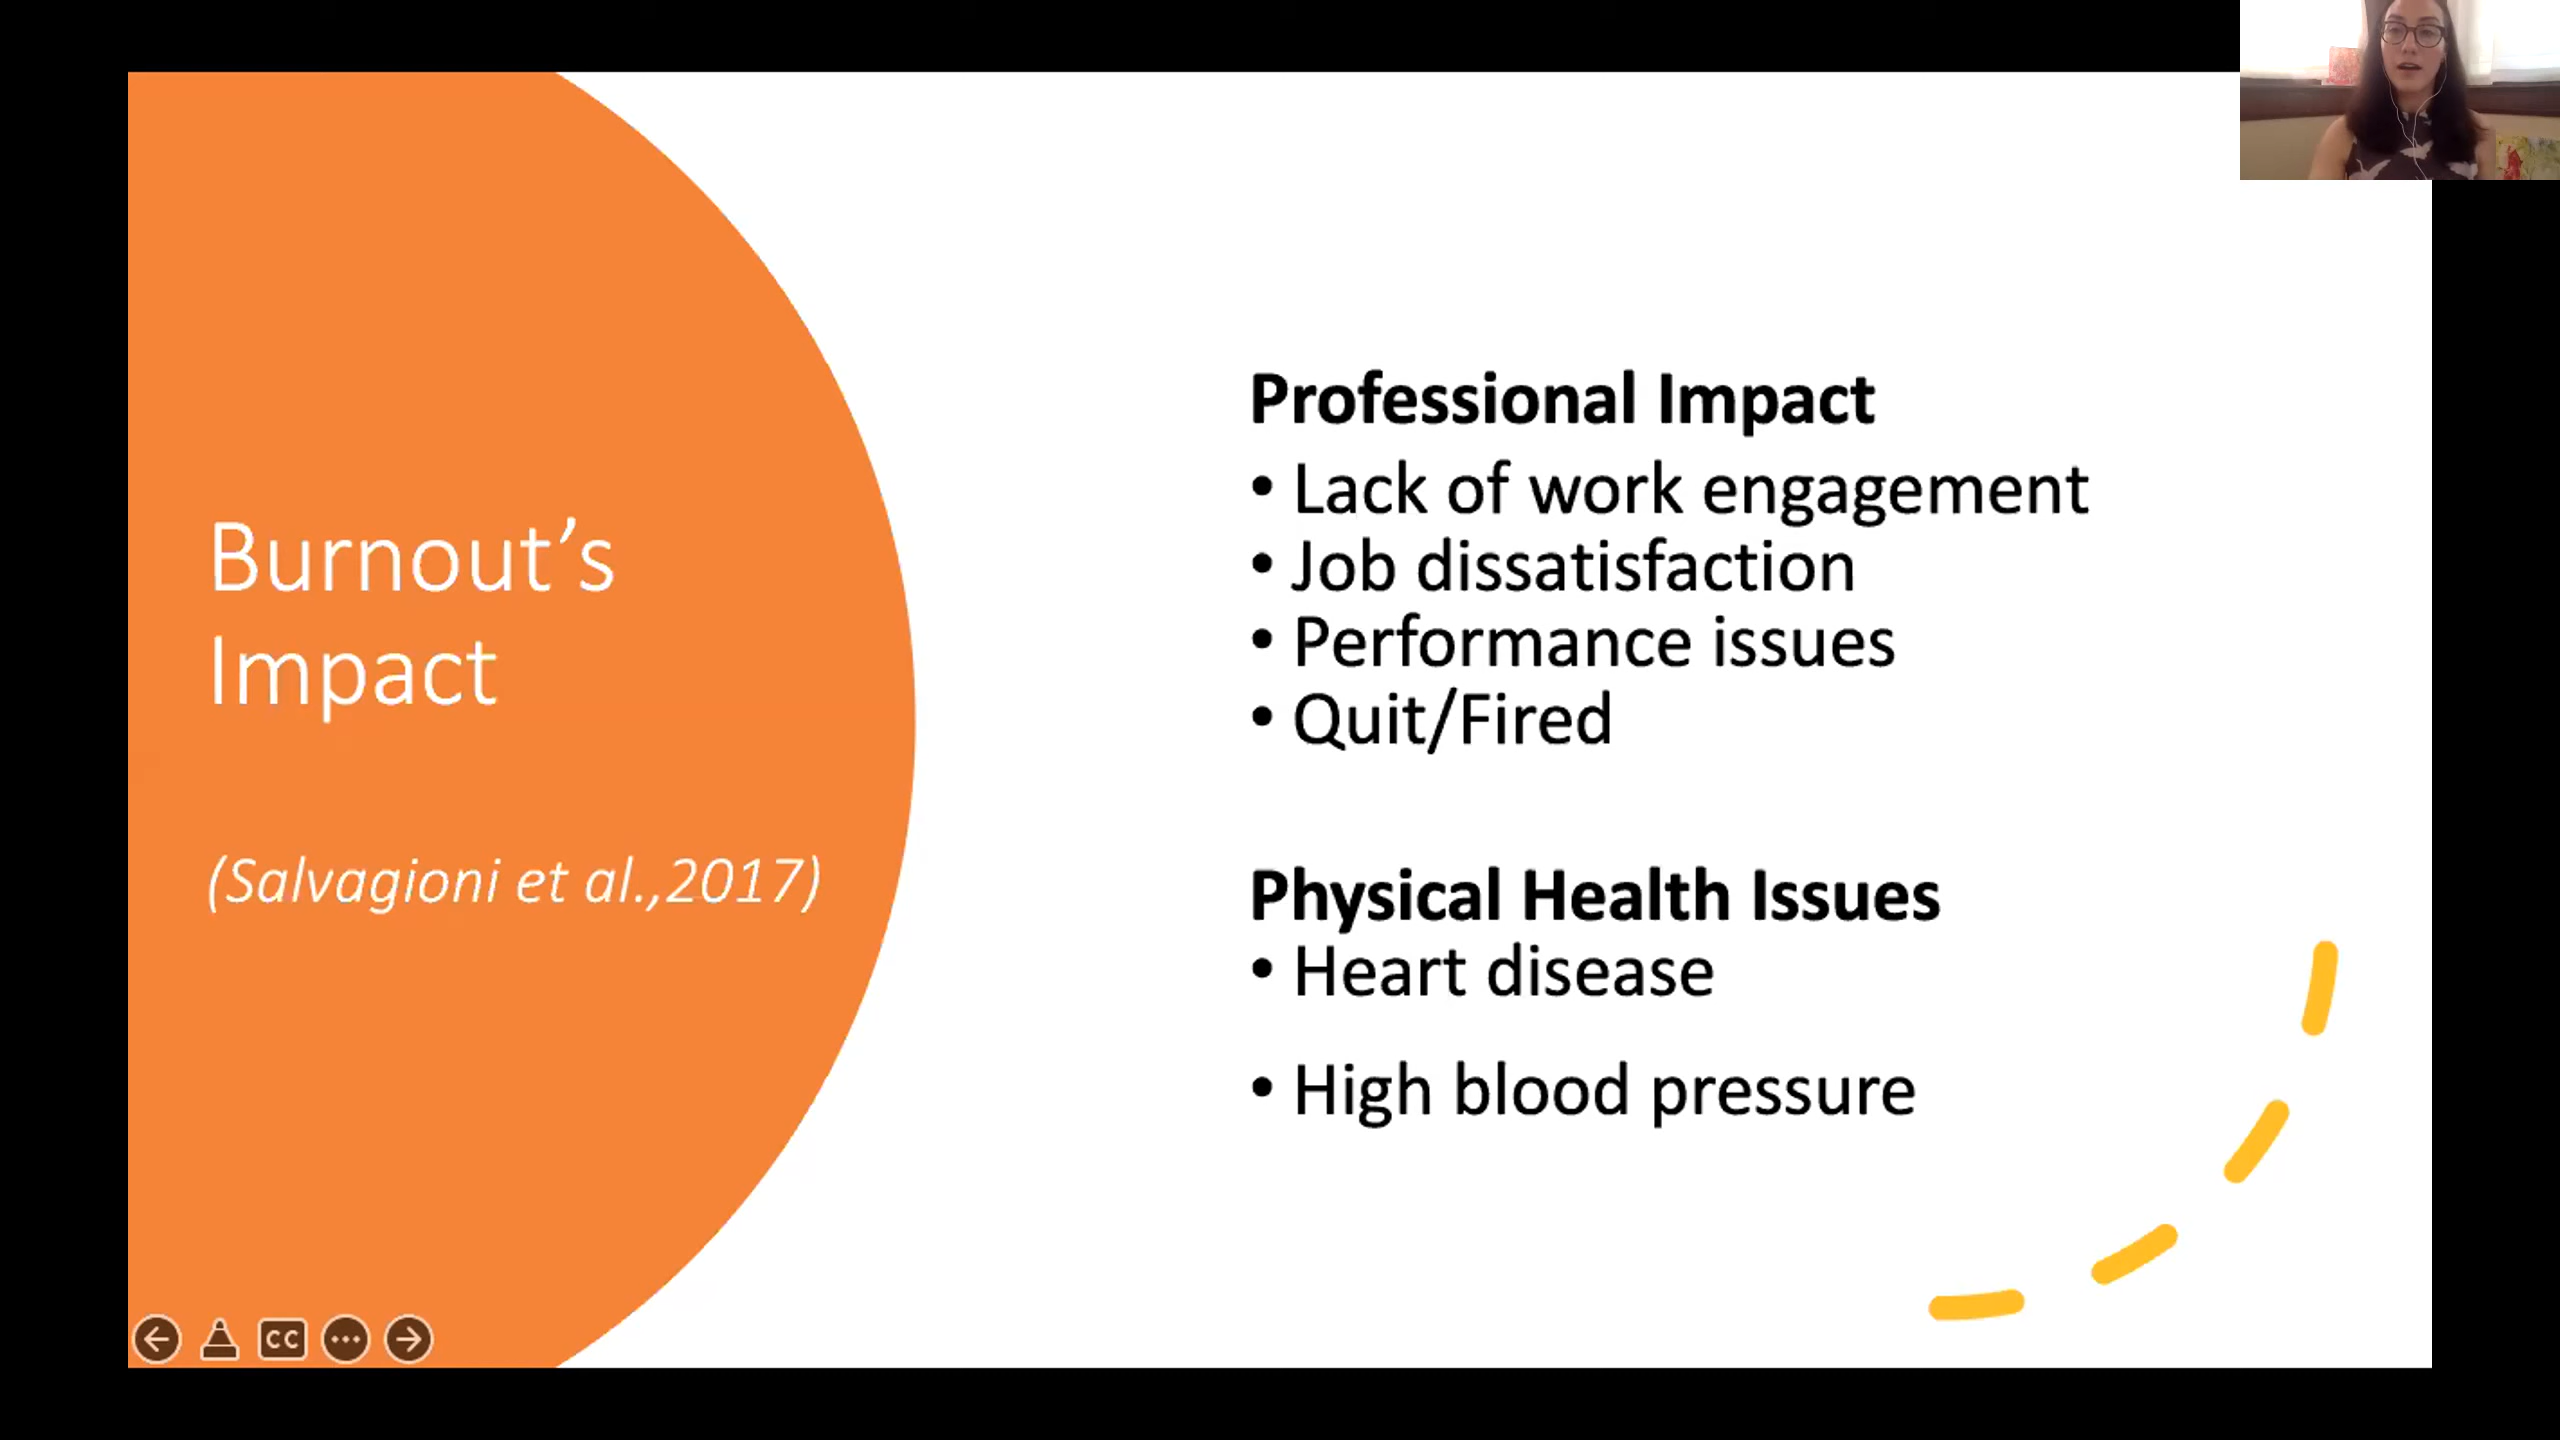 Burnout’s
Impact
(Salvagioni et al.,2017)
Professional Impact
• Lack of work engagement
• Job dissatisfaction
• Performance issues
• Quit/Fired
Physical Health Issues
• Heart disease
• High blood pressure
CC